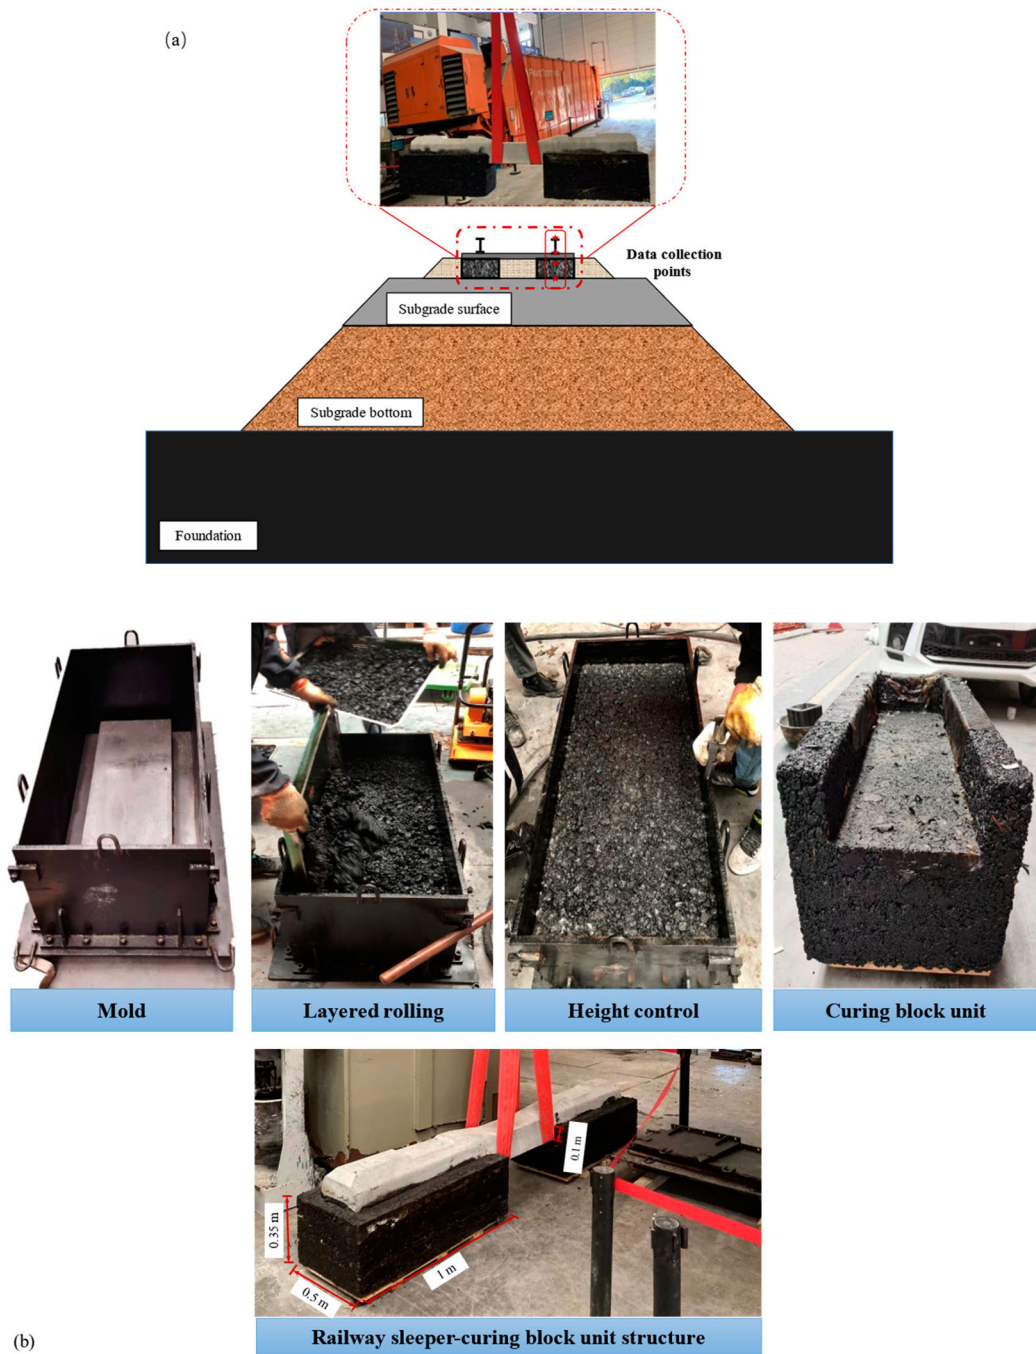 (a)
Data collection
points
Subgrade surface
Subgrade bottom
Foundation
Mold
Layered rolling
Height control
Curing block unit
0.1 m
0.35 m
1 m
0.5 m
Railway sleeper-curing block unit structure
(b)